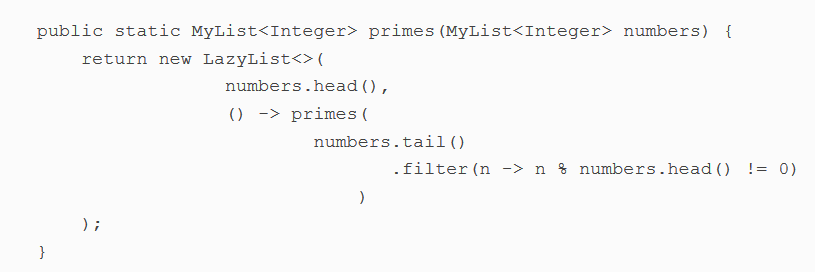 public static MyList<Integer> primes(MyList<Integer> numbers) {
    return new LazyList<>(
                 numbers.head(),
                 () -> primes(
                         numbers.tail()
                                .filter(n -> n % numbers.head() != 0)
                             )
    );
}